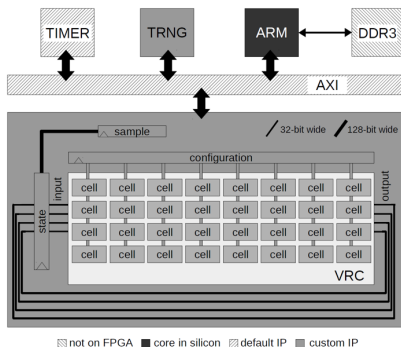 TIMER TRNG ARM DDR3
AXI
sample 32-bit wide 128-bit wide
configuration
input output
state
cell cell cell cell cell cell cell cell
cell cell cell cell cell cell cell cell
cell cell cell cell cell cell cell cell
cell cell cell cell cell cell cell cell
VRC
not on FPGA core in silicon default IP custom IP